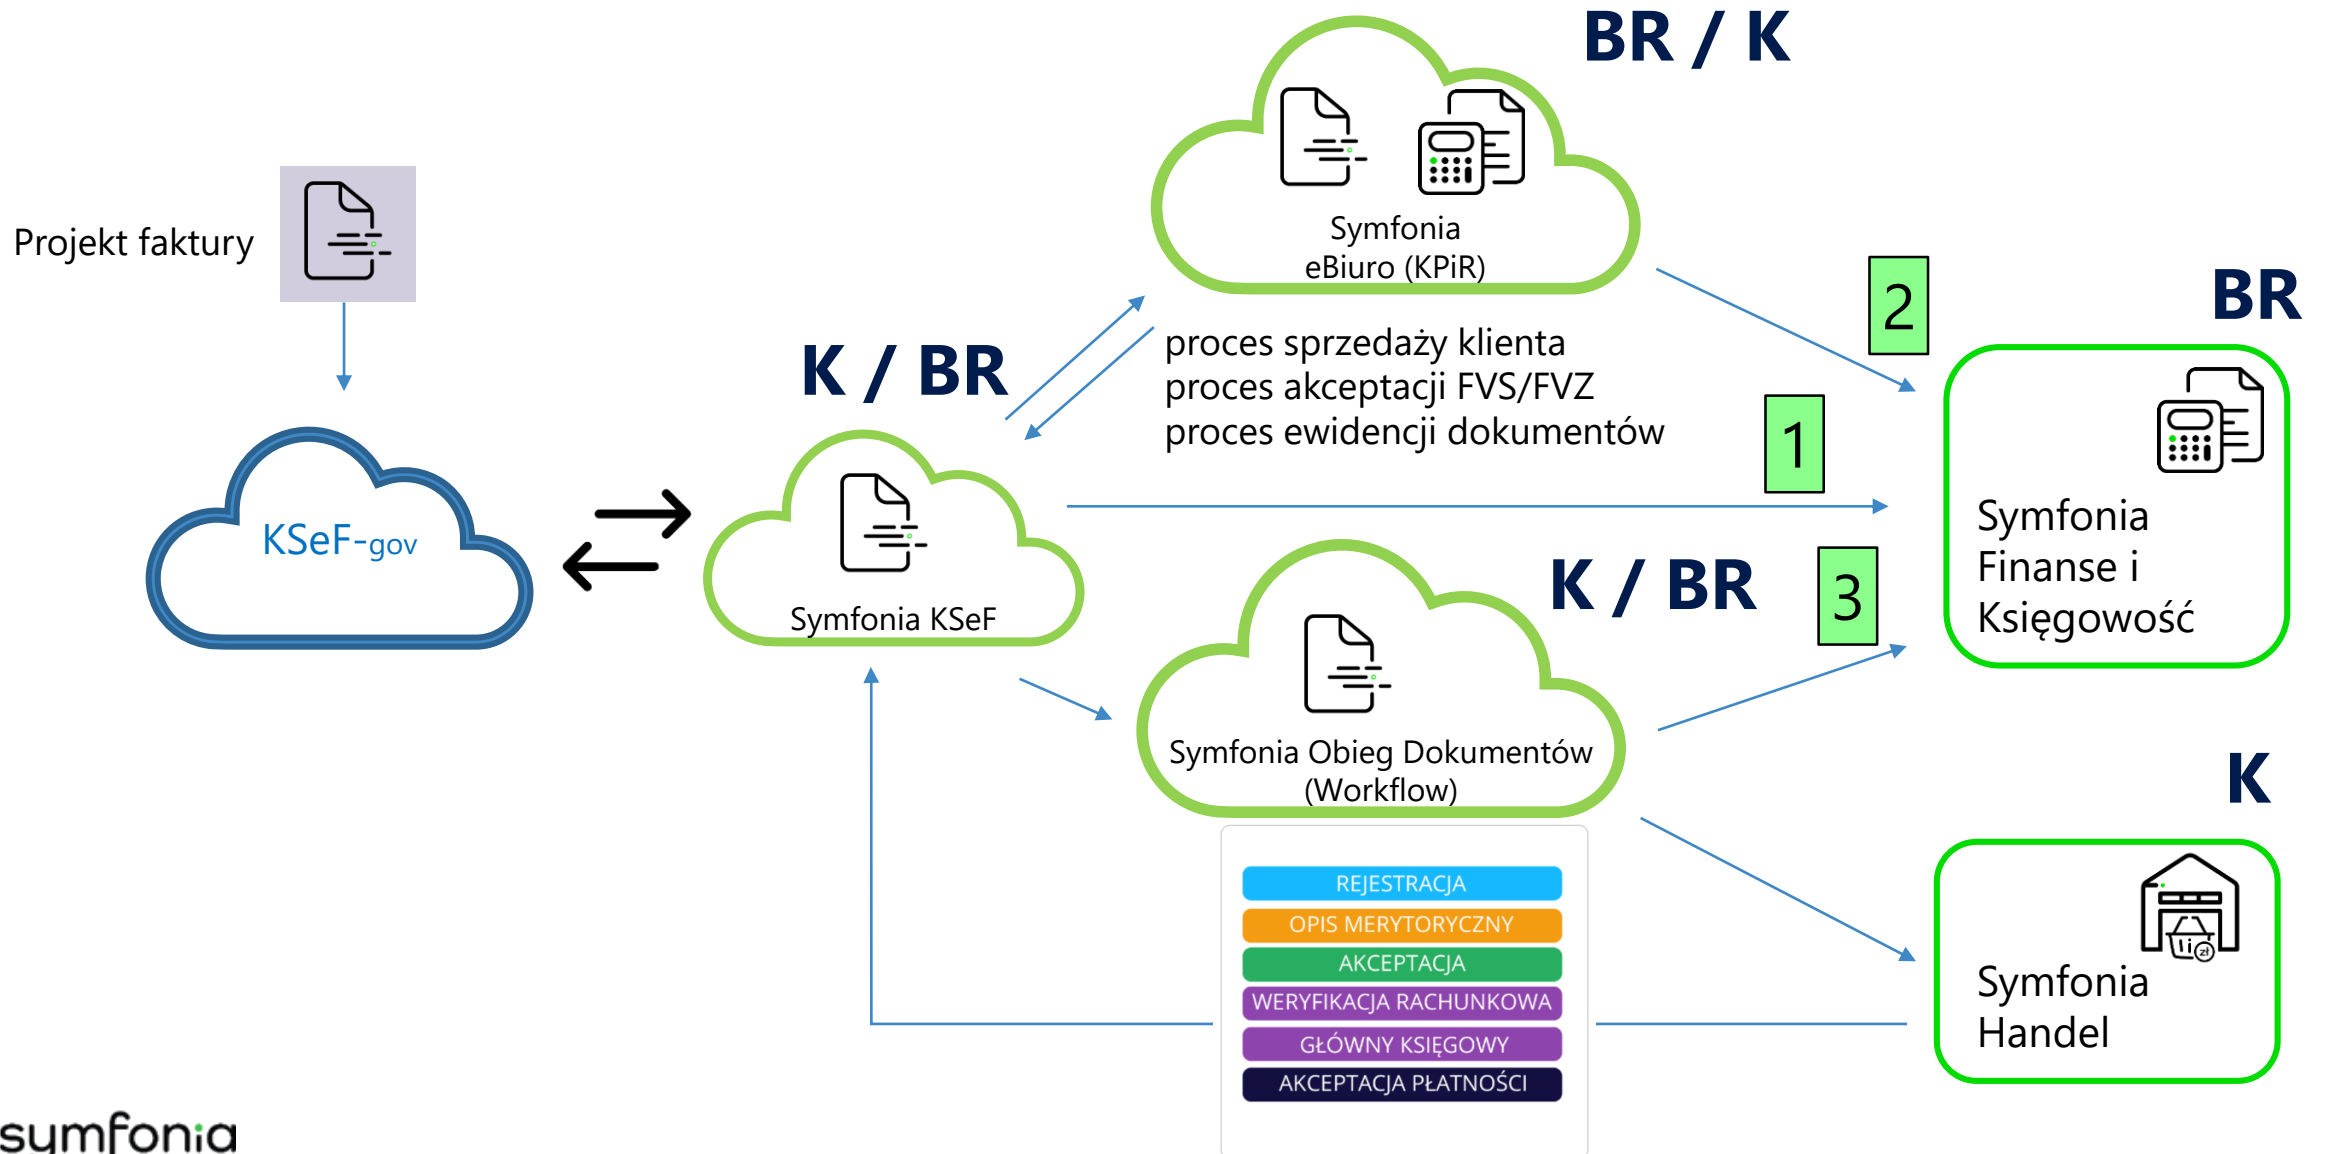 BR / K
Projekt faktury
Symfonia
eBiuro (KPiR)
2
BR
K / BR
proces sprzedaży klienta
proces akceptacji FVS/FVZ
proces ewidencji dokumentów
1
KSeF-gov
Symfonia KSeF
K / BR
3
Symfonia
Finanse i
Księgowość
Symfonia Obieg Dokumentów
(Workflow)
K
REJESTRACJA
OPIS MERYTORYCZNY
AKCEPTACJA
WERYFIKACJA RACHUNKOWA
GŁÓWNY KSIĘGOWY
AKCEPTACJA PŁATNOŚCI
zł
Symfonia
Handel
symfonia